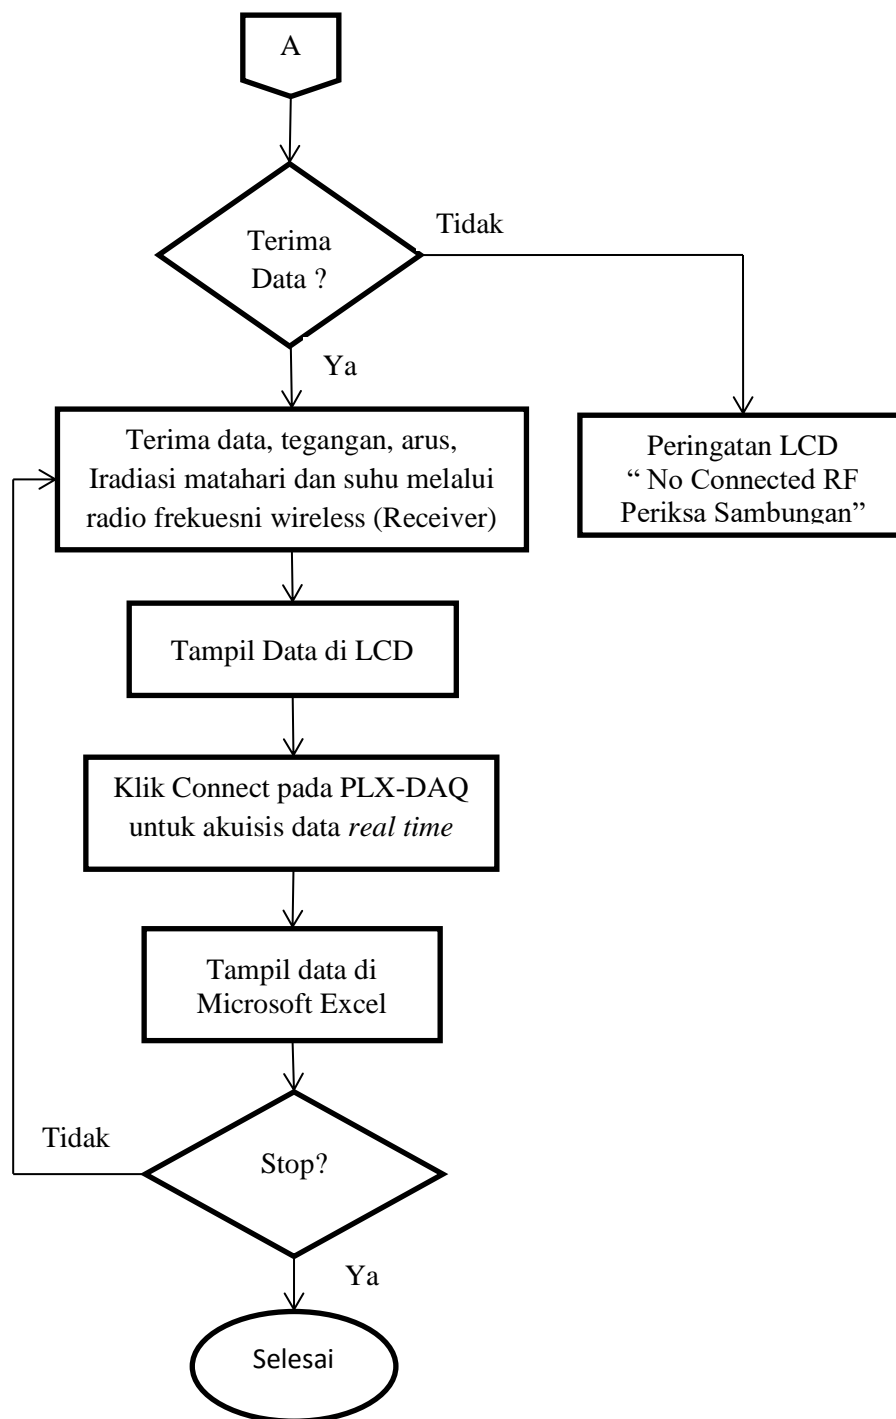 A
Terima
Data ?
Tidak
Ya
Terima data, tegangan, arus,
Iradiasi matahari dan suhu melalui
radio frekuesni wireless (Receiver)
Peringatan LCD
“ No Connected RF
Periksa Sambungan”
Tampil Data di LCD
Klik Connect pada PLX-DAQ
untuk akuisis data real time
Tampil data di
Microsoft Excel
Tidak
Stop?
Ya
Selesai